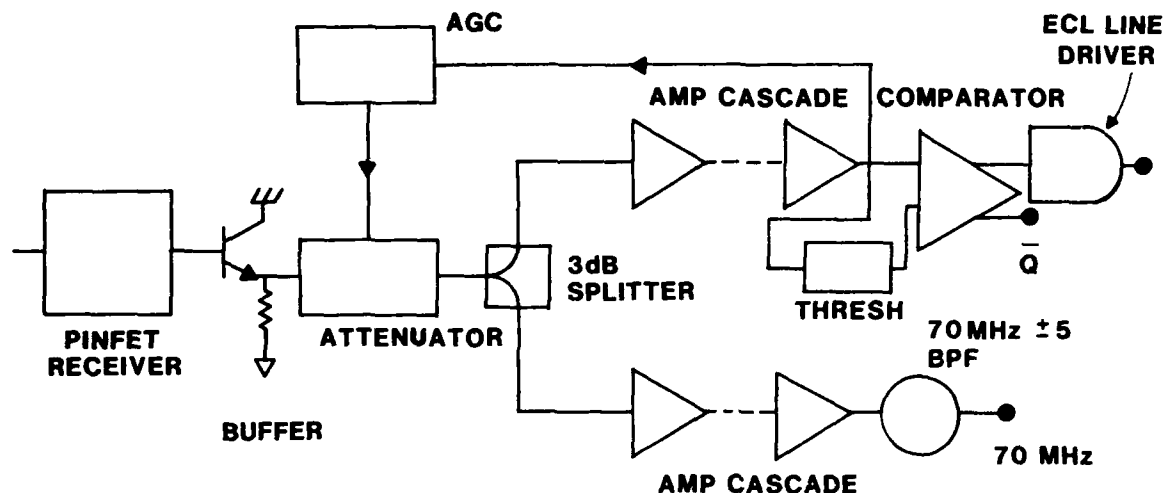 AGC
ECL LINE
DRIVER
AMP CASCADE
COMPARATOR
PINFET
RECEIVER
BUFFER
ATTENUATOR
3dB
SPLITTER
THRESH
Q̅
70MHz ±5
BPF
70 MHz
AMP CASCADE